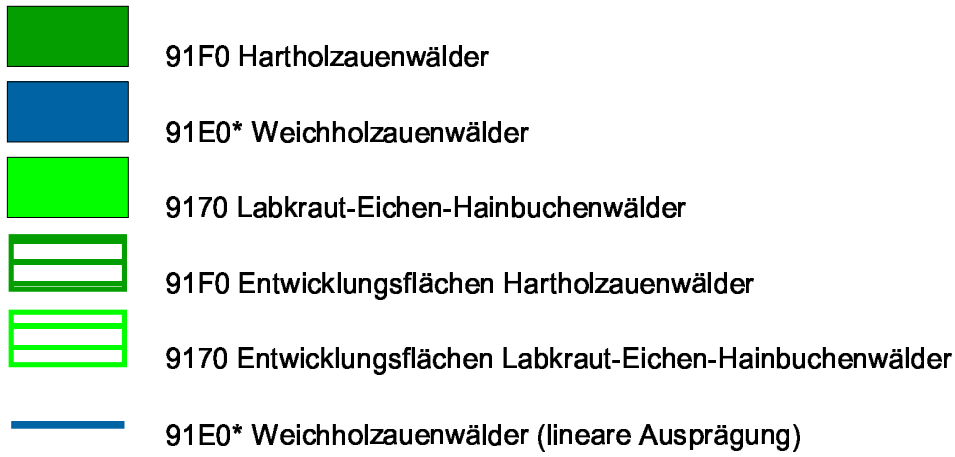 91F0 Hartholzauenwälder
91E0* Weichholzauenwälder
9170 Labkraut-Eichen-Hainbuchenwälder
91F0 Entwicklungsflächen Hartholzauenwälder
9170 Entwicklungsflächen Labkraut-Eichen-Hainbuchenwälder
91E0* Weichholzauenwälder (lineare Ausprägung)